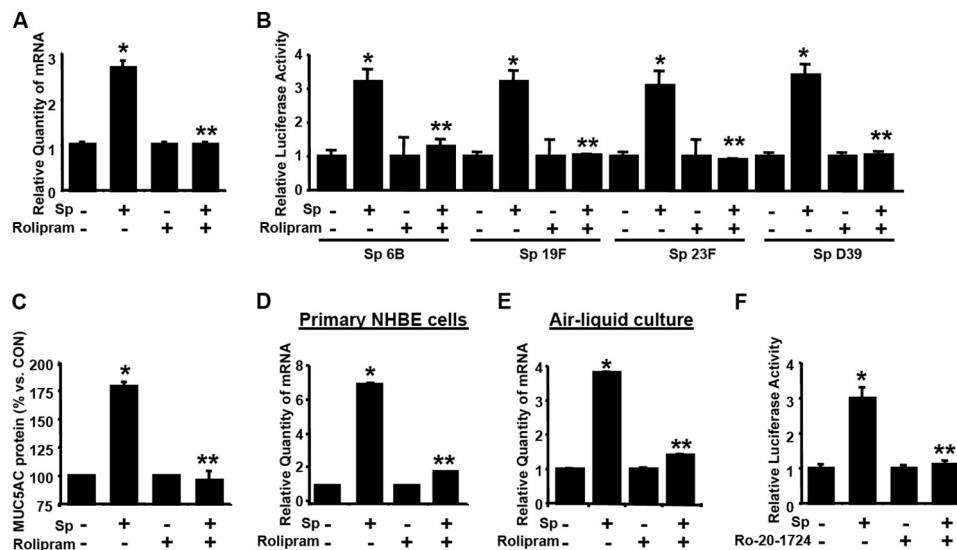 A
Relative Quantity of mRNA
3
2
1
0
*
**
Sp - + - +
Rolipram - - + +
B
Relative Luciferase Activity
4
3
2
1
0
* ** * ** * ** * **
Sp - + - + - + - + - + - + - + - +
Rolipram - - + + - - + + - - + + - - + +
Sp 6B Sp 19F Sp 23F Sp D39
C
MUC5AC protein (% vs. CON)
200
175
150
125
100
75
*
**
Sp - + - +
Rolipram - - + +
D
Primary NHBE cells
Relative Quantity of mRNA
8
6
4
2
0
*
**
Sp - + - +
Rolipram - - + +
E
Air-liquid culture
Relative Quantity of mRNA
4
3
2
1
0
*
**
Sp - + - +
Rolipram - - + +
F
Relative Luciferase Activity
4
3
2
1
0
*
**
Sp - + - +
Ro-20-1724 - - + +